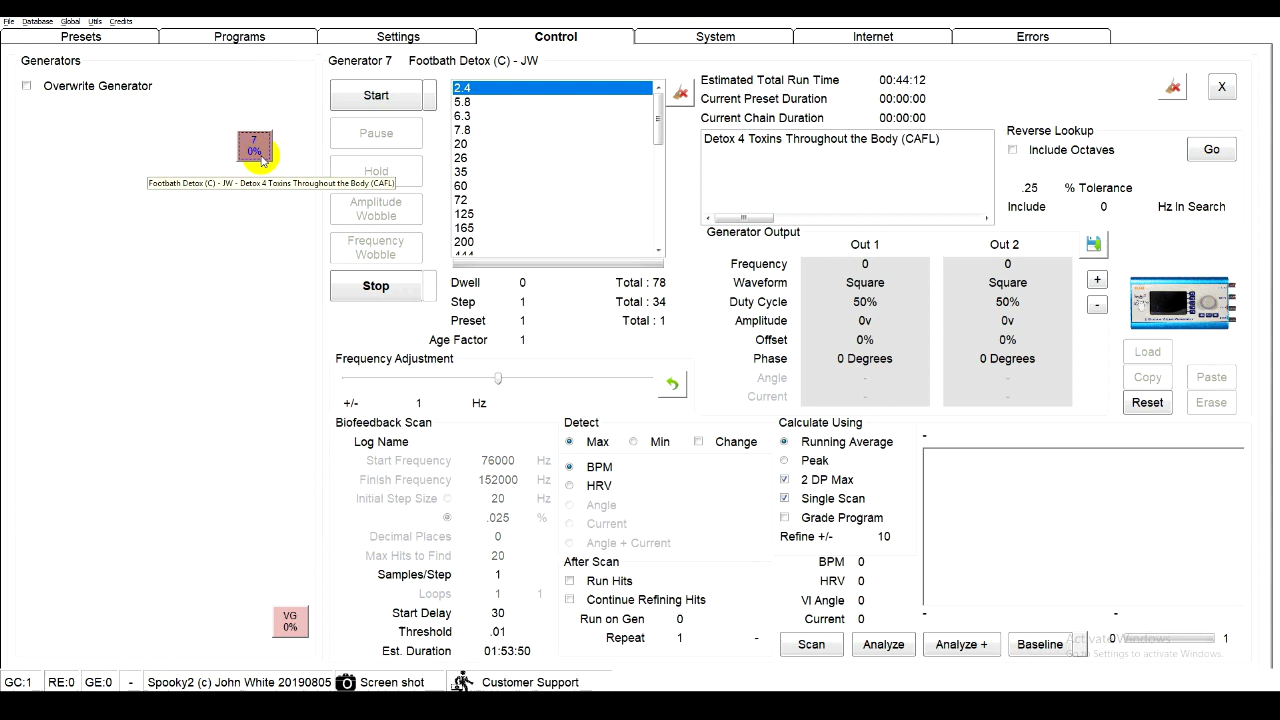 File Database Global Utils Credits
Presets Programs Settings Control System Internet Errors
Generators
Overwrite Generator
7
0%
Footbath Detox (C) - JW - Detox 4 Toxins Throughout the Body (CAFL)
VG
0%
Generator 7 Footbath Detox (C) - JW
Start
Pause
Hold
Amplitude
Wobble
Frequency
Wobble
Stop
2.4
5.8
6.3
7.8
20
26
35
60
72
125
165
200
444
Dwell 0 Total : 78
Step 1 Total : 34
Preset 1 Total : 1
Age Factor 1
Frequency Adjustment
+/- 1 Hz
Estimated Total Run Time 00:44:12
Current Preset Duration 00:00:00
Current Chain Duration 00:00:00
X
Detox 4 Toxins Throughout the Body (CAFL)
Reverse Lookup
Include Octaves Go
.25 % Tolerance
Include 0 Hz In Search
Generator Output
Out 1 Out 2
Frequency 0 0
Waveform Square Square
Duty Cycle 50% 50%
Amplitude 0v 0v
Offset 0% 0%
Phase 0 Degrees 0 Degrees
Angle - -
Current - -
+
-
Load
Copy Paste
Reset Erase
Biofeedback Scan
Log Name
Start Frequency 76000 Hz
Finish Frequency 152000 Hz
Initial Step Size 20 Hz
.025 %
Decimal Places 0
Max Hits to Find 20
Samples/Step 1
Loops 1 1
Start Delay 30
Threshold .01
Est. Duration 01:53:50
Detect
Max Min Change
BPM
HRV
Angle
Current
Angle + Current
After Scan
Run Hits
Continue Refining Hits
Run on Gen 0
Repeat 1 -
Calculate Using
Running Average
Peak
2 DP Max
Single Scan
Grade Program
Refine +/- 10
BPM 0
HRV 0
VI Angle 0
Current 0
-
- -
Scan Analyze Analyze + Baseline 0 1
Activate Windows
Go to Settings to activate Windows.
GC:1 RE:0 GE:0 - Spooky2 (c) John White 20190805 Screen shot Customer Support